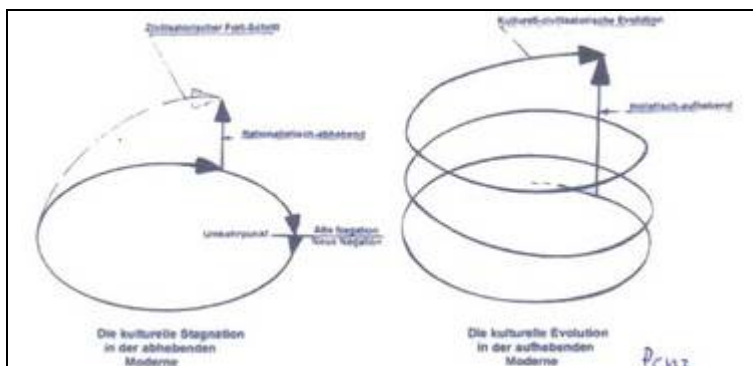 Zivilisatorischer Fort-Schritt
Rationalistisch-abhebend
Umkehrpunkt
Alte Negation
Neue Negation
Die kulturelle Stagnation
in der abhebenden
Moderne
Kulturell-zivilisatorische Evolution
Die kulturelle Evolution
in der aufhebenden
Moderne